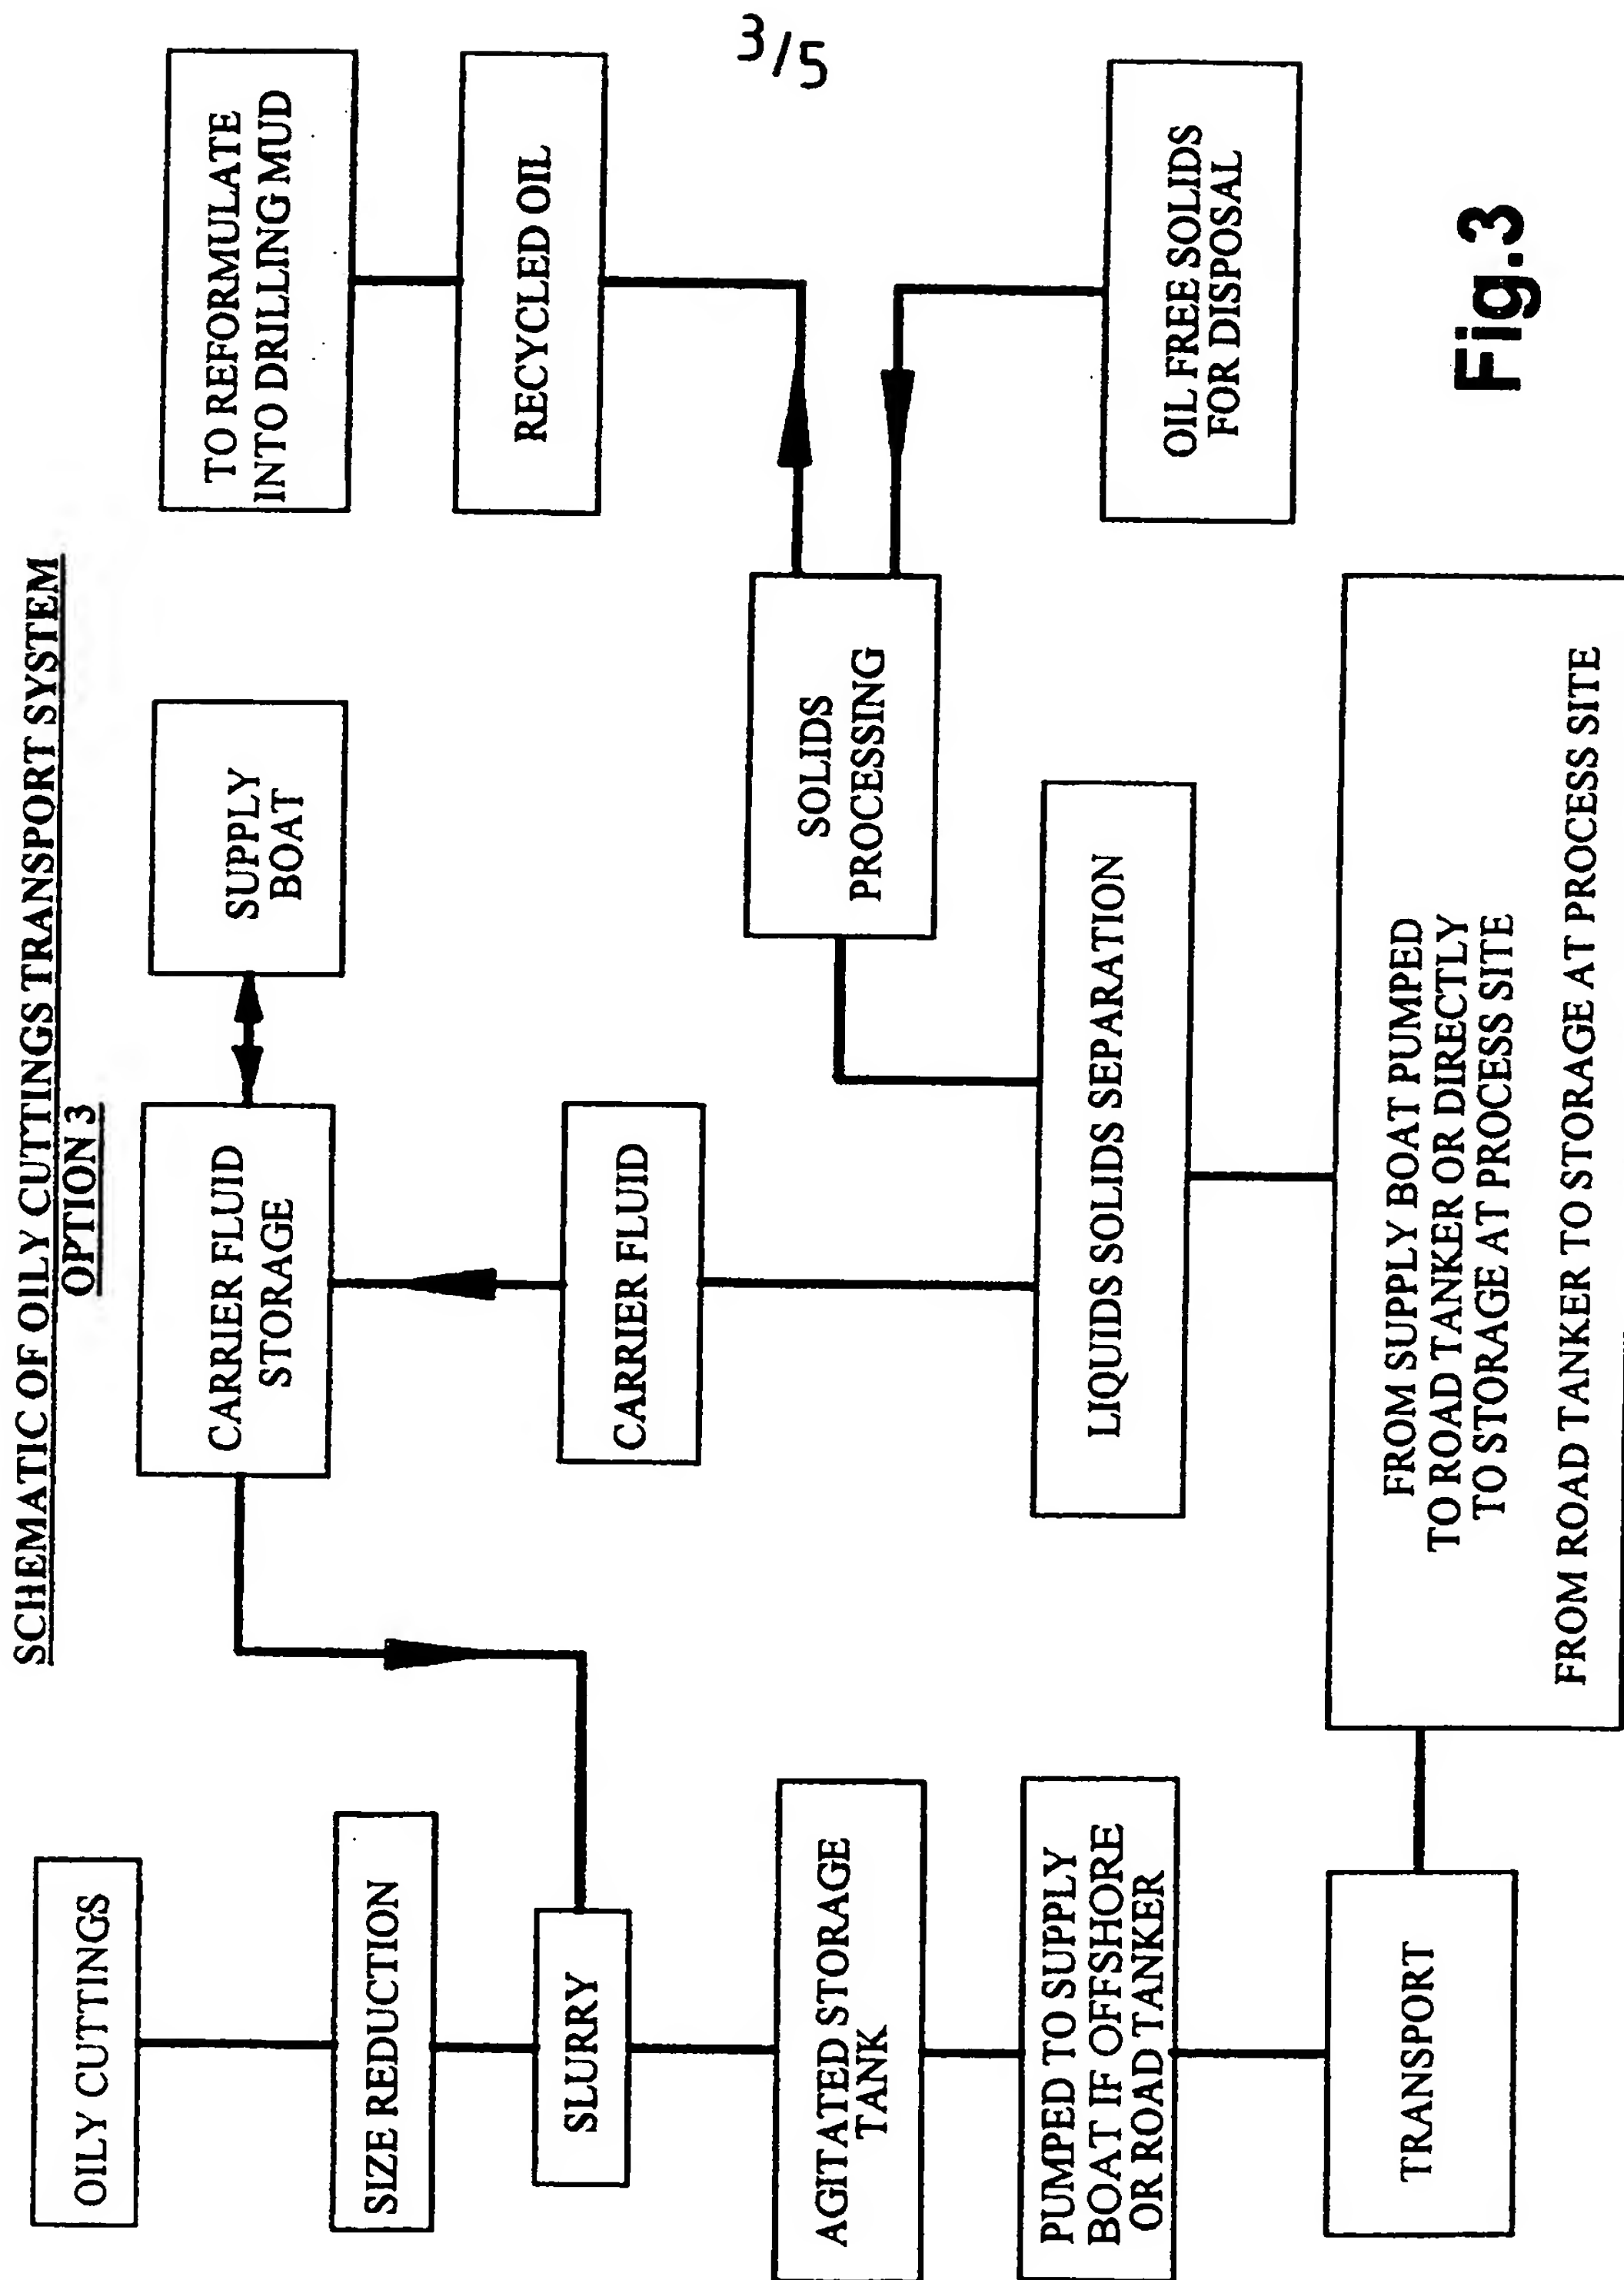 3/5
SCHEMATIC OF OILY CUTTINGS TRANSPORT SYSTEM
OPTION 3
OILY CUTTINGS
SIZE REDUCTION
SLURRY
AGITATED STORAGE
TANK
PUMPED TO SUPPLY
BOAT IF OFFSHORE
OR ROAD TANKER
TRANSPORT
CARRIER FLUID
STORAGE
SUPPLY
BOAT
CARRIER FLUID
LIQUIDS SOLIDS SEPARATION
FROM SUPPLY BOAT PUMPED
TO ROAD TANKER OR DIRECTLY
TO STORAGE AT PROCESS SITE
FROM ROAD TANKER TO STORAGE AT PROCESS SITE
SOLIDS
PROCESSING
TO REFORMULATE
INTO DRILLING MUD
RECYCLED OIL
OIL FREE SOLIDS
FOR DISPOSAL
Fig.3